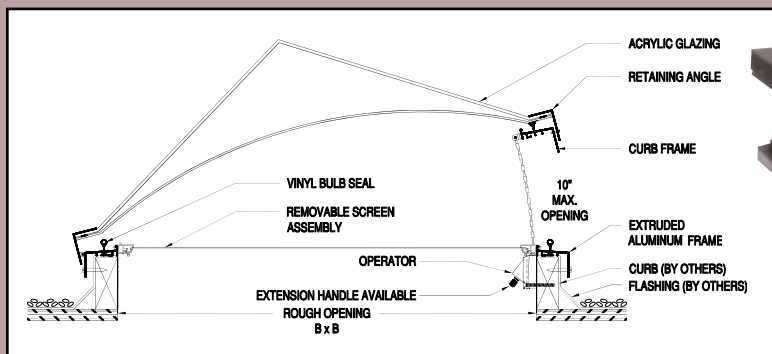 ACRYLIC GLAZING
RETAINING ANGLE
CURB FRAME
VINYL BULB SEAL
10"
MAX.
OPENING
REMOVABLE SCREEN
ASSEMBLY
EXTRUDED
ALUMINUM FRAME
OPERATOR
CURB (BY OTHERS)
EXTENSION HANDLE AVAILABLE
FLASHING (BY OTHERS)
ROUGH OPENING
B x B